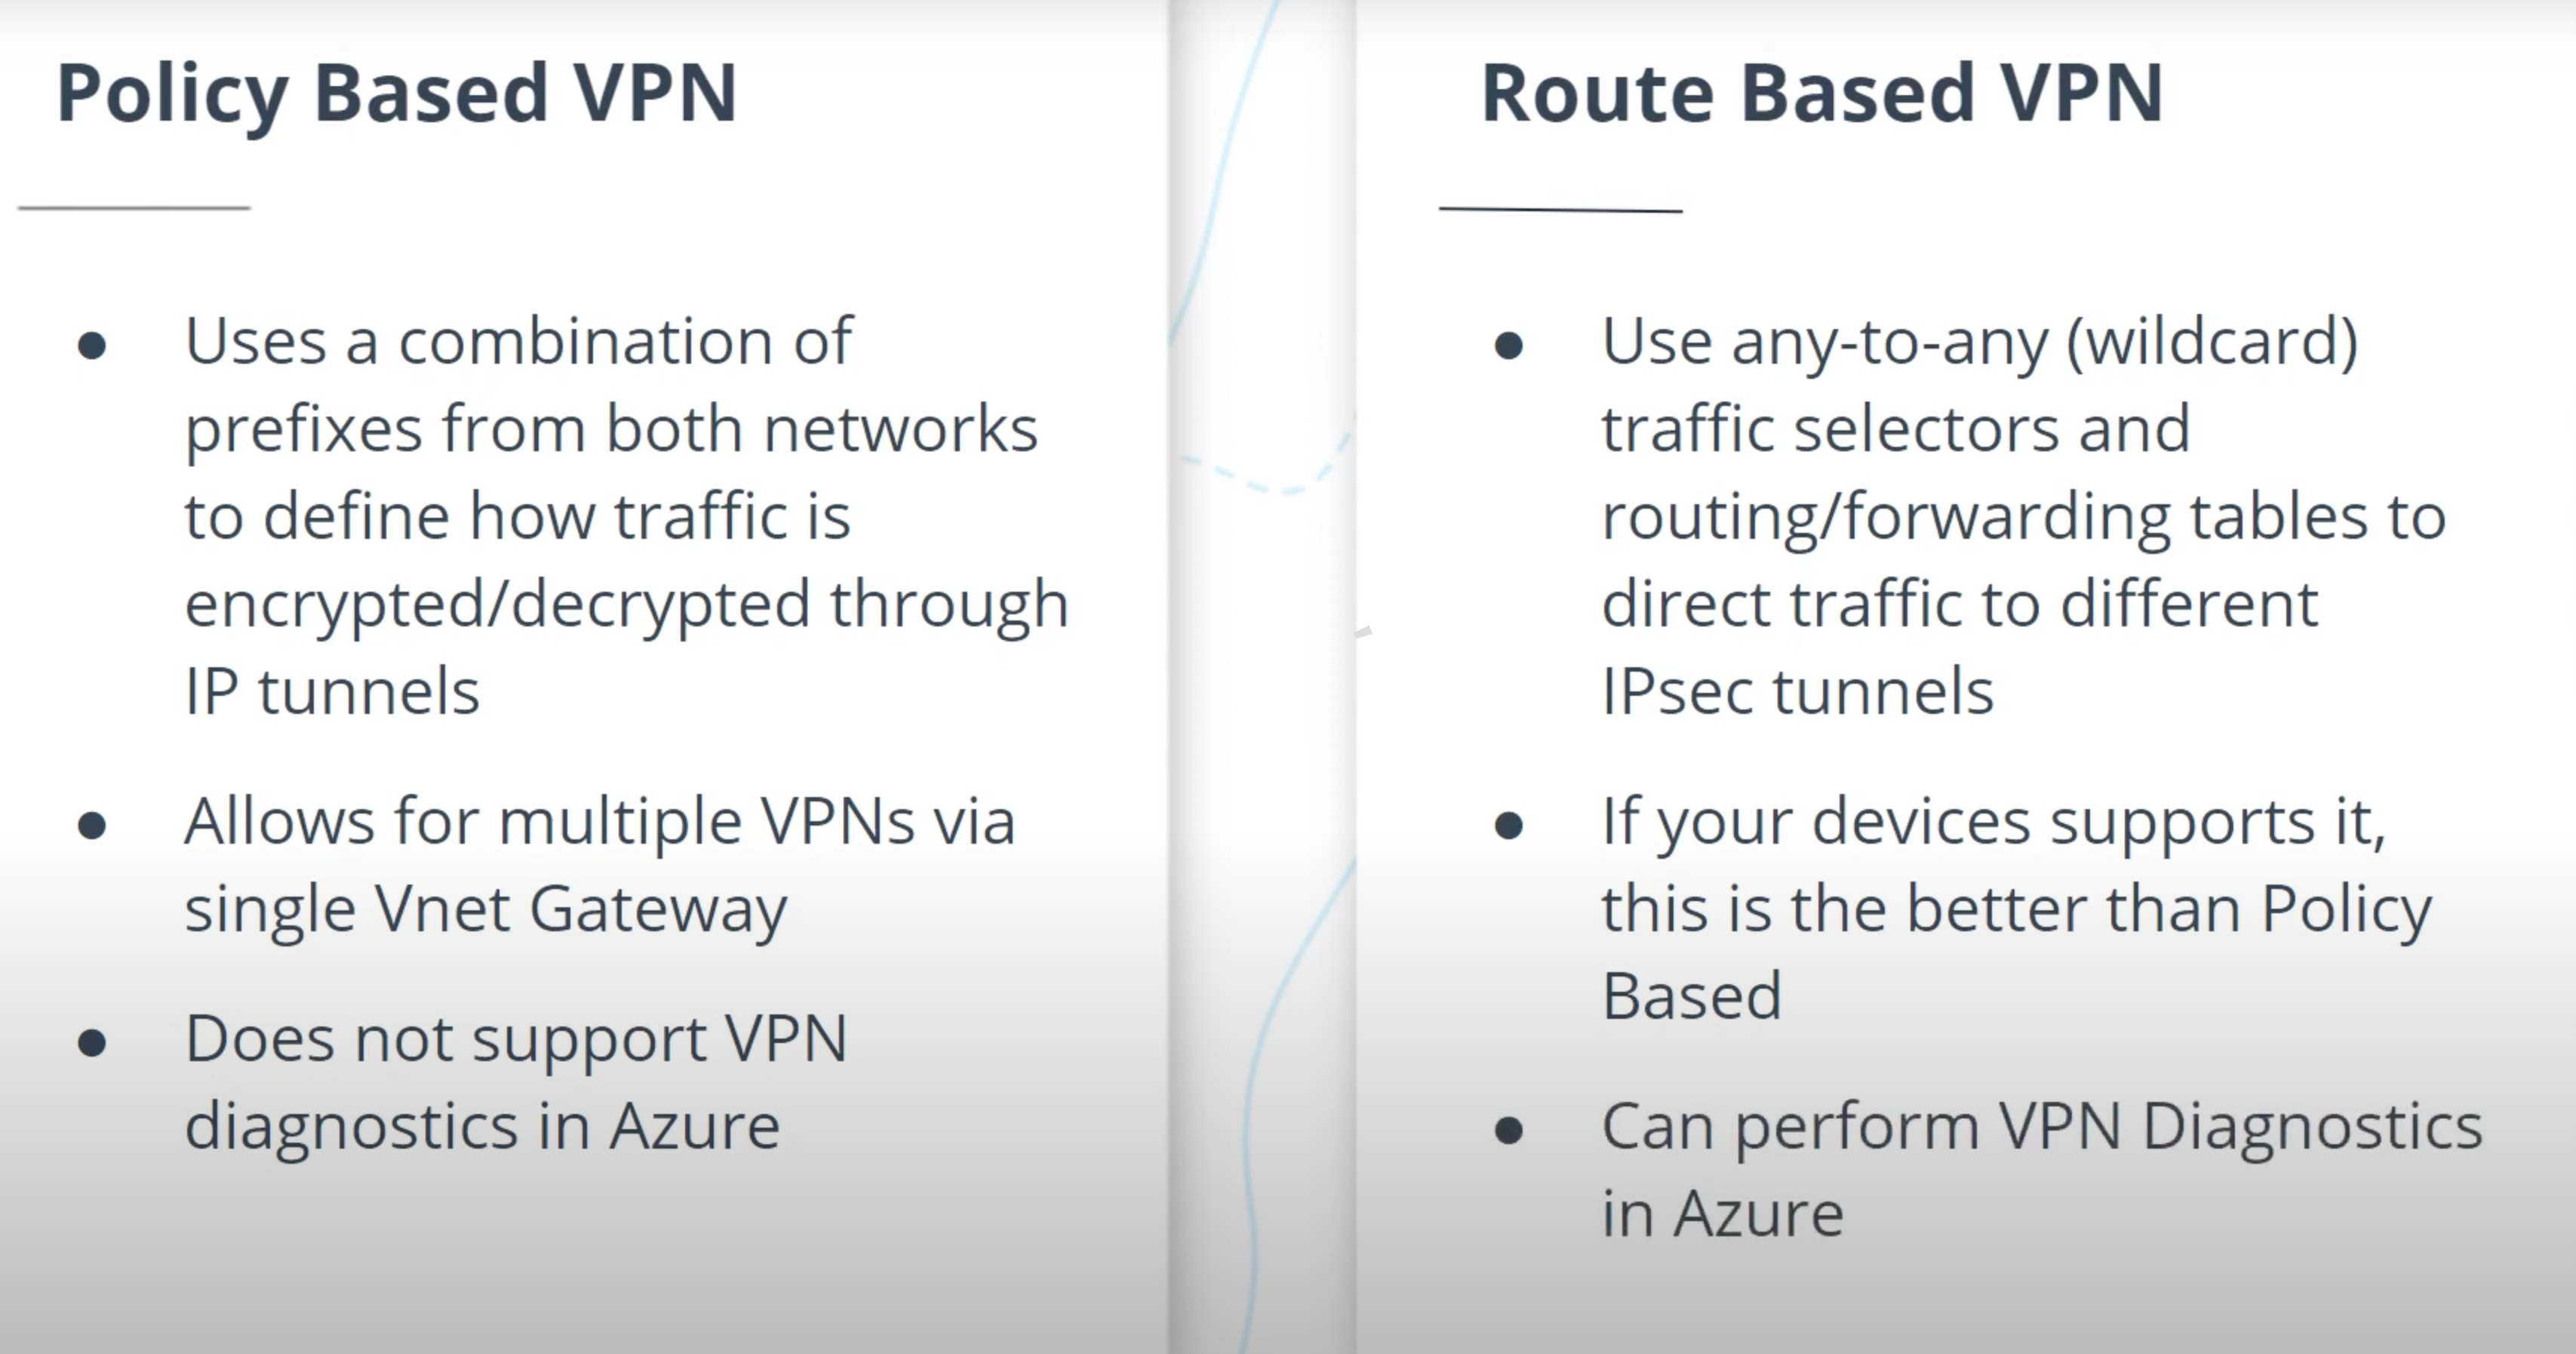 Policy Based VPN
● Uses a combination of
prefixes from both networks
to define how traffic is
encrypted/decrypted through
IP tunnels
● Allows for multiple VPNs via
single Vnet Gateway
● Does not support VPN
diagnostics in Azure
Route Based VPN
● Use any-to-any (wildcard)
traffic selectors and
routing/forwarding tables to
direct traffic to different
IPsec tunnels
● If your devices supports it,
this is the better than Policy
Based
● Can perform VPN Diagnostics
in Azure